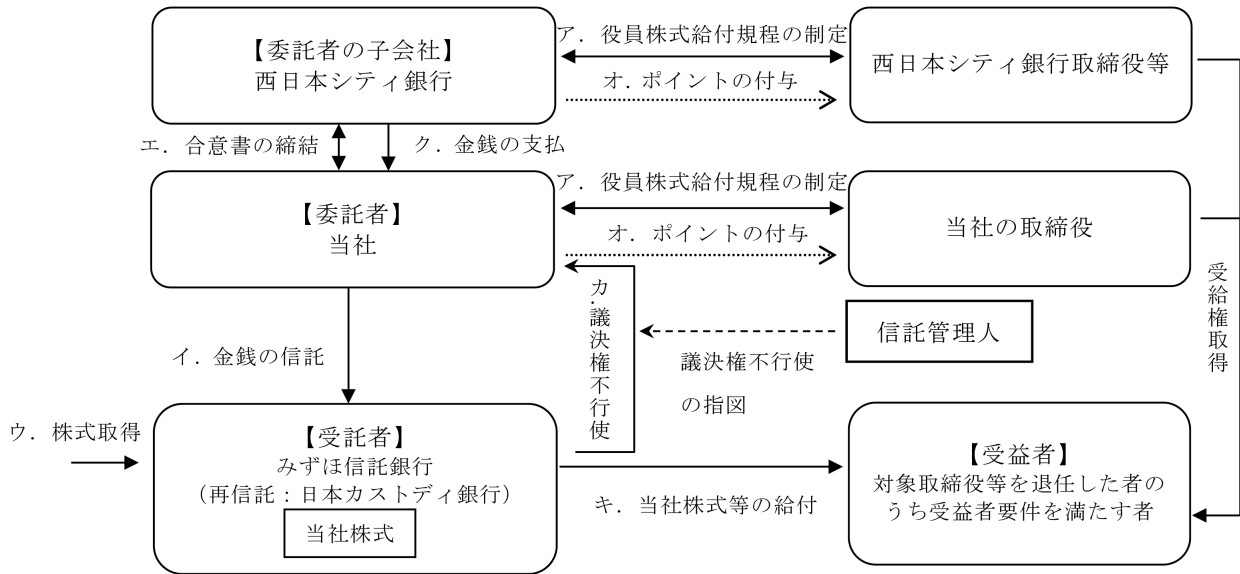 【委託者の子会社】
西日本シティ銀行
ア．役員株式給付規程の制定
オ．ポイントの付与
西日本シティ銀行取締役等
エ．合意書の締結
ク．金銭の支払
【委託者】
当社
ア．役員株式給付規程の制定
オ．ポイントの付与
当社の取締役
受給権取得
イ．金銭の信託
カ.議決権不行使
議決権不行使
の指図
信託管理人
ウ．株式取得
【受託者】
みずほ信託銀行
（再信託：日本カストディ銀行）
当社株式
キ．当社株式等の給付
【受益者】
対象取締役等を退任した者の
うち受益者要件を満たす者